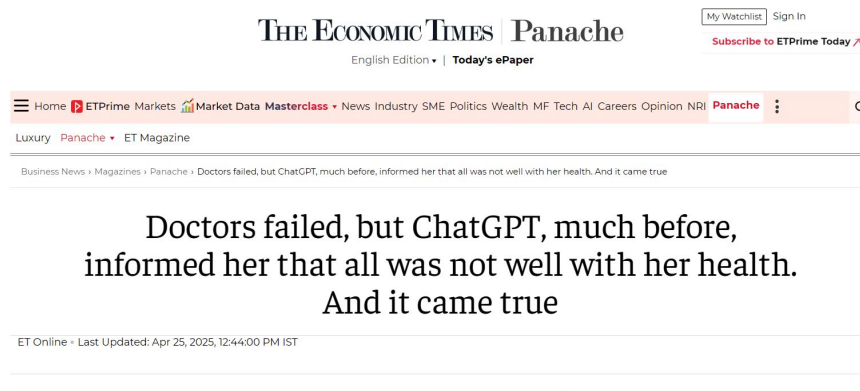 THE ECONOMIC TIMES | Panache
My Watchlist Sign In
Subscribe to ETPrime Today
English Edition | Today's ePaper
Home ETPrime Markets Market Data Masterclass News Industry SME Politics Wealth MF Tech AI Careers Opinion NRI Panache
Luxury Panache ET Magazine
Business News › Magazines › Panache › Doctors failed, but ChatGPT, much before, informed her that all was not well with her health. And it came true
Doctors failed, but ChatGPT, much before,
informed her that all was not well with her health.
And it came true
ET Online • Last Updated: Apr 25, 2025, 12:44:00 PM IST